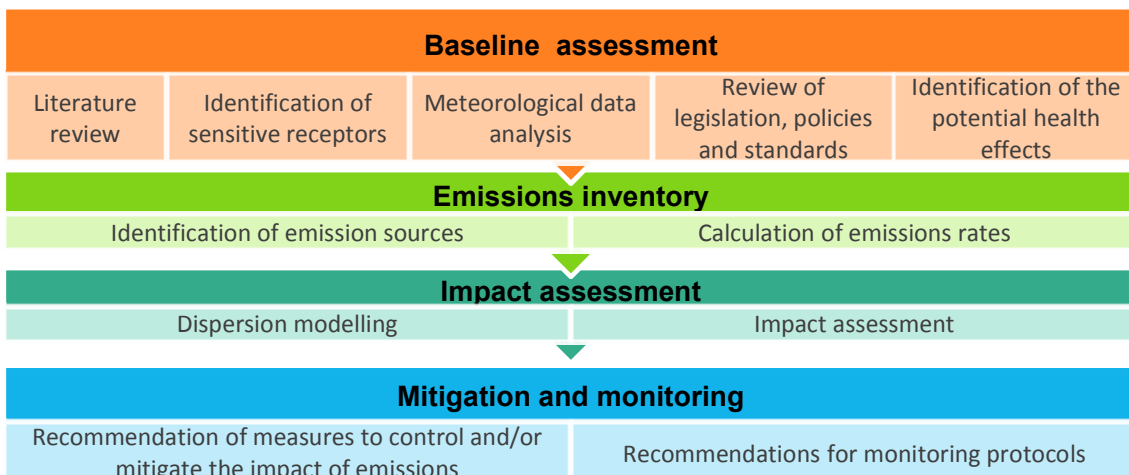 Baseline  assessment
Literature
review
Identification of
sensitive receptors
Meteorological data
analysis
Review of
legislation, policies
and standards
Identification of the
potential health
effects
Emissions inventory
Identification of emission sources
Calculation of emissions rates
Impact assessment
Dispersion modelling
Impact assessment
Mitigation and monitoring
Recommendation of measures to control and/or
mitigate the impact of emissions
Recommendations for monitoring protocols